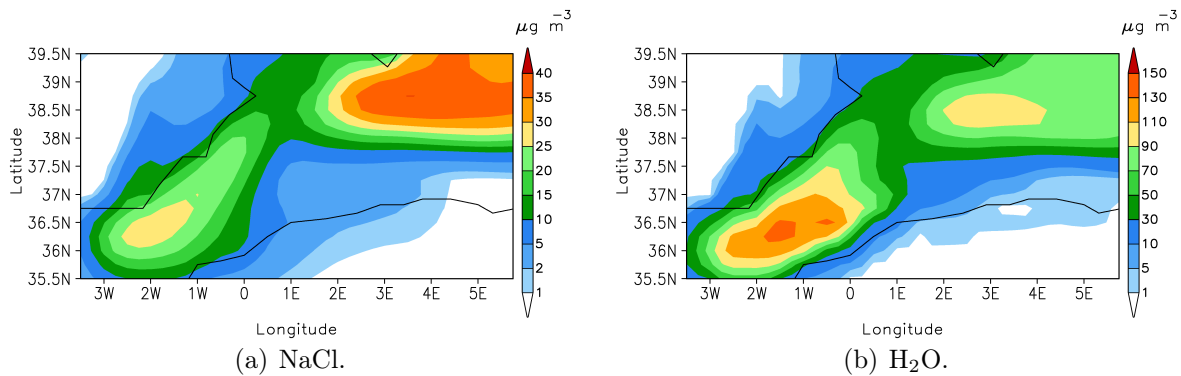 μg m⁻³
39.5N
39N
38.5N
38N
37.5N
37N
36.5N
36N
35.5N
Latitude
3W 2W 1W 0 1E 2E 3E 4E 5E
Longitude
40
35
30
25
20
15
10
5
2
1
(a) NaCl.
μg m⁻³
39.5N
39N
38.5N
38N
37.5N
37N
36.5N
36N
35.5N
Latitude
3W 2W 1W 0 1E 2E 3E 4E 5E
Longitude
150
130
110
90
70
50
30
10
5
1
(b) H₂O.